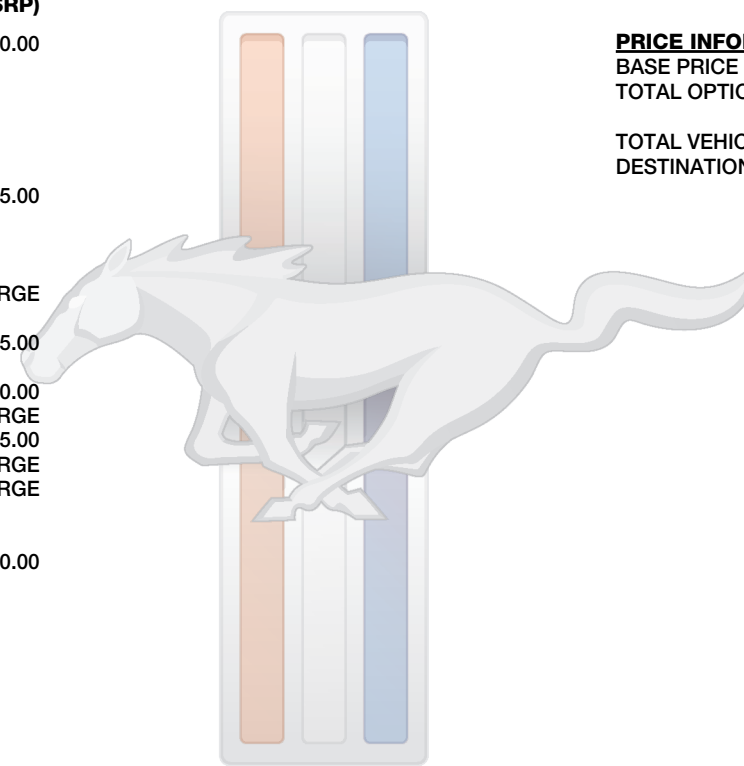 SRP)
0.00
5.00
RGE
5.00
0.00
RGE
5.00
RGE
RGE
0.00
PRICE INFO
BASE PRICE
TOTAL OPTIO
TOTAL VEHIC
DESTINATION